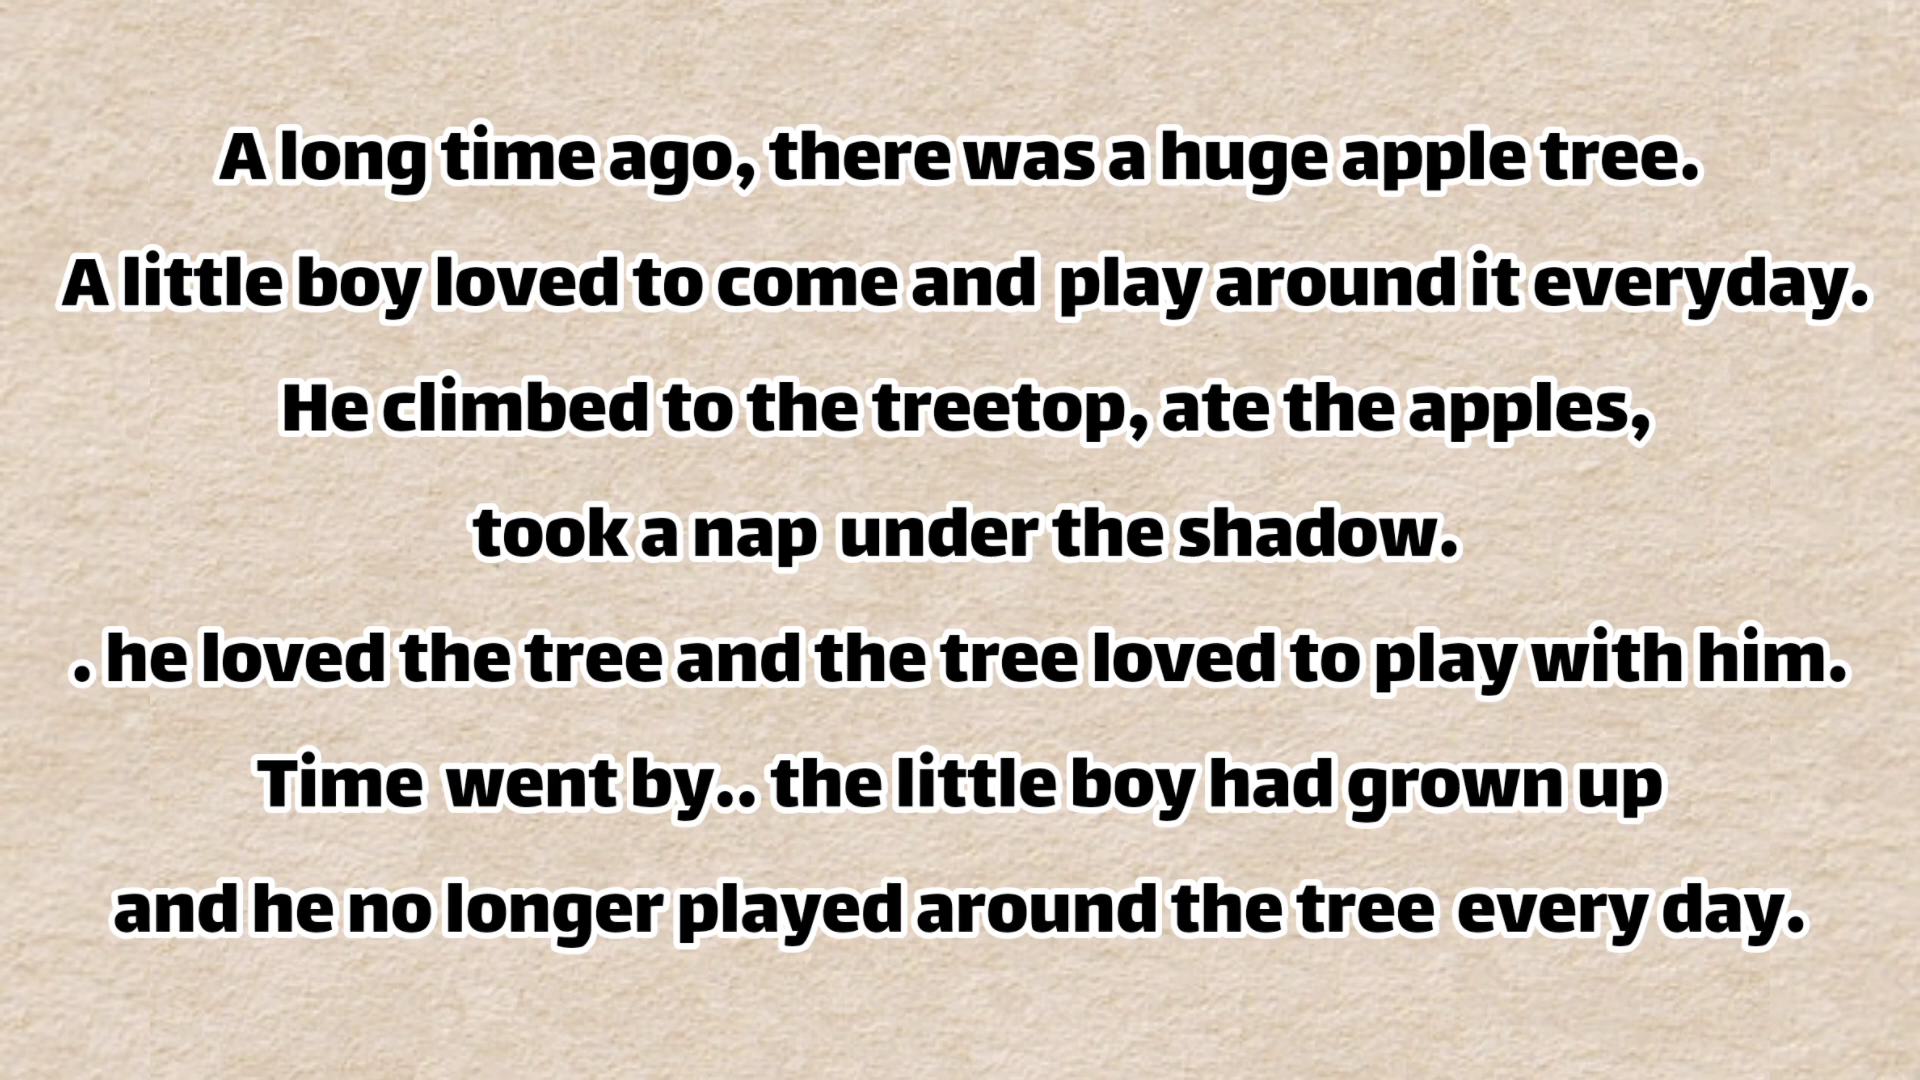 A long time ago, there was a huge apple tree.
A little boy loved to come and play around it everyday.
He climbed to the treetop, ate the apples,
took a nap under the shadow.
. he loved the tree and the tree loved to play with him.
Time went by.. the little boy had grown up
and he no longer played around the tree every day.